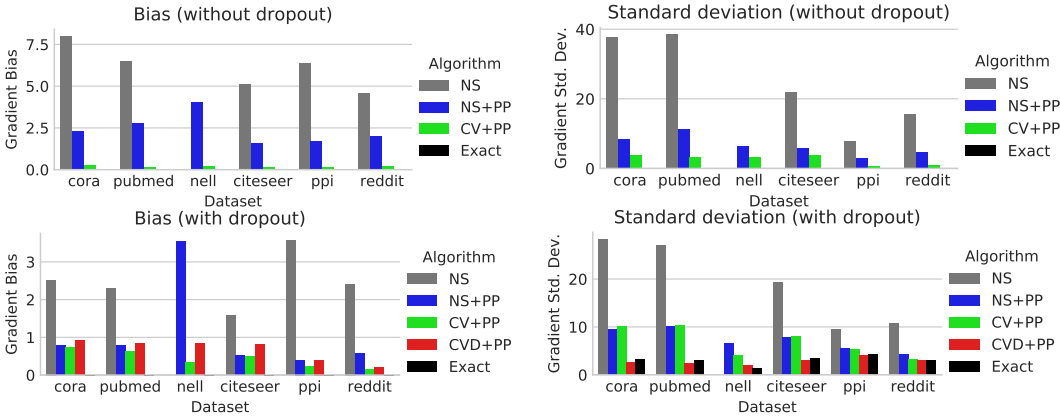 Bias (without dropout)
Gradient Bias
7.5
5.0
2.5
0.0
cora pubmed nell citeseer ppi reddit
Dataset
Algorithm
NS
NS+PP
CV+PP
Exact
Standard deviation (without dropout)
Gradient Std. Dev.
40
20
0
cora pubmed nell citeseer ppi reddit
Dataset
Algorithm
NS
NS+PP
CV+PP
Exact
Bias (with dropout)
Gradient Bias
3
2
1
0
cora pubmed nell citeseer ppi reddit
Dataset
Algorithm
NS
NS+PP
CV+PP
CVD+PP
Exact
Standard deviation (with dropout)
Gradient Std. Dev.
20
10
0
cora pubmed nell citeseer ppi reddit
Dataset
Algorithm
NS
NS+PP
CV+PP
CVD+PP
Exact